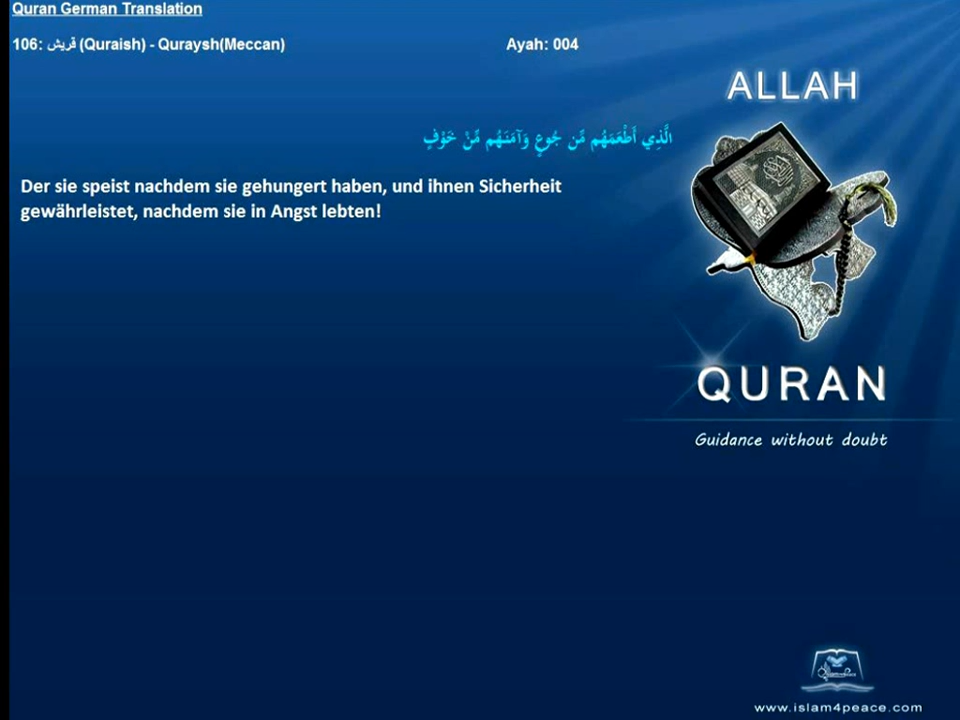 Quran German Translation
106: قريش (Quraish) - Quraysh(Meccan) Ayah: 004
ALLAH
الَّذِي أَطْعَمَهُم مِّن جُوعٍ وَآمَنَهُم مِّنْ خَوْفٍ
Der sie speist nachdem sie gehungert haben, und ihnen Sicherheit
gewährleistet, nachdem sie in Angst lebten!
QURAN
Guidance without doubt
www.islam4peace.com